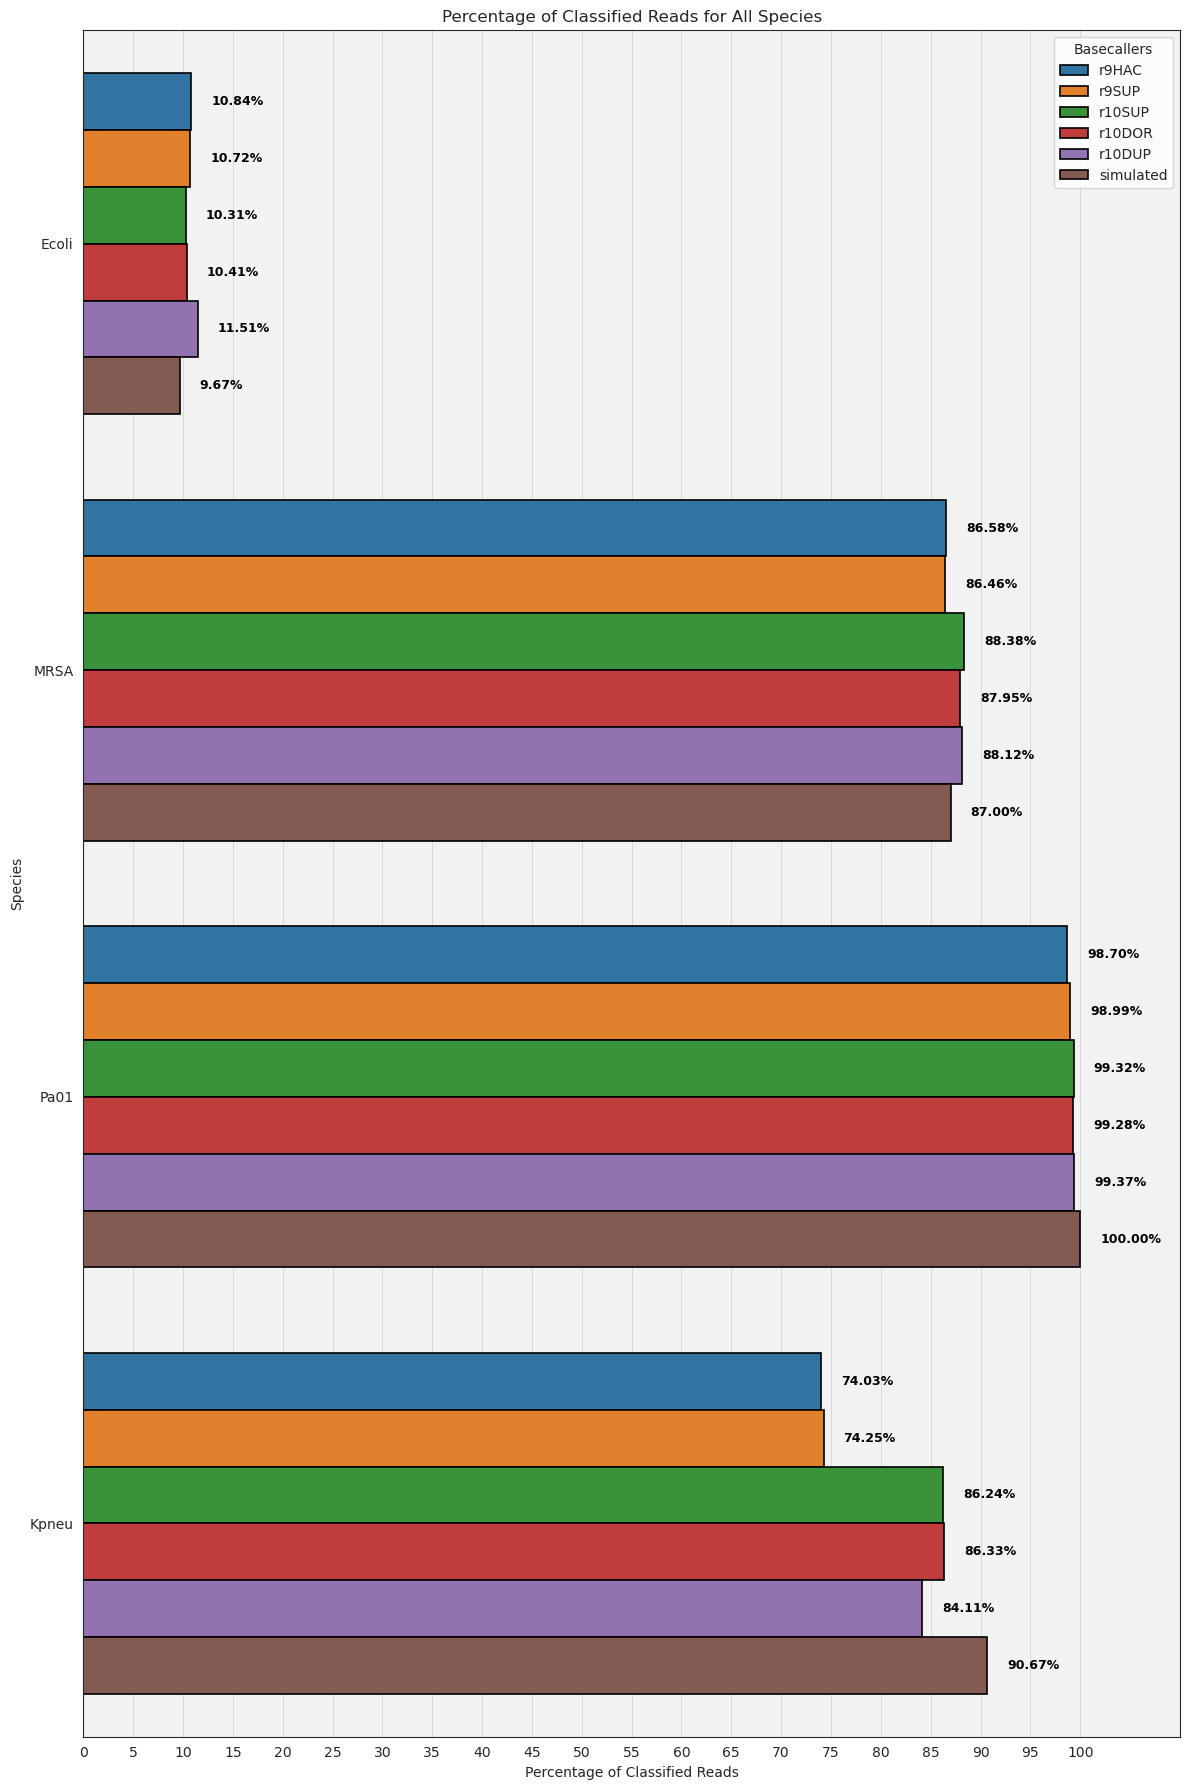 Percentage of Classified Reads for All Species
Basecallers
r9HAC
r9SUP
r10SUP
r10DOR
r10DUP
simulated
Species
Ecoli
10.84%
10.72%
10.31%
10.41%
11.51%
9.67%
MRSA
86.58%
86.46%
88.38%
87.95%
88.12%
87.00%
Pa01
98.70%
98.99%
99.32%
99.28%
99.37%
100.00%
Kpneu
74.03%
74.25%
86.24%
86.33%
84.11%
90.67%
0 5 10 15 20 25 30 35 40 45 50 55 60 65 70 75 80 85 90 95 100
Percentage of Classified Reads